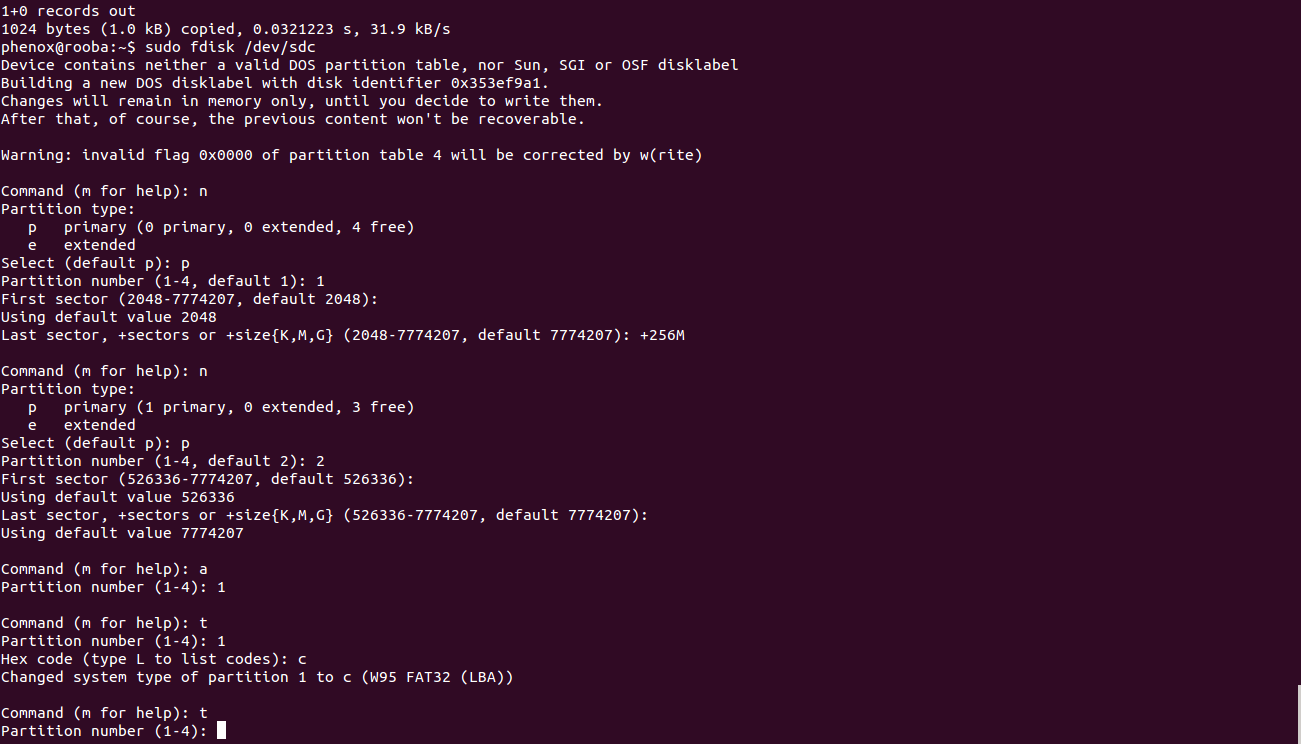 1+0 records out
1024 bytes (1.0 kB) copied, 0.0321223 s, 31.9 kB/s
phenox@rooba:~$ sudo fdisk /dev/sdc
Device contains neither a valid DOS partition table, nor Sun, SGI or OSF disklabel
Building a new DOS disklabel with disk identifier 0x353ef9a1.
Changes will remain in memory only, until you decide to write them.
After that, of course, the previous content won't be recoverable.

Warning: invalid flag 0x0000 of partition table 4 will be corrected by w(rite)

Command (m for help): n
Partition type:
   p   primary (0 primary, 0 extended, 4 free)
   e   extended
Select (default p): p
Partition number (1-4, default 1): 1
First sector (2048-7774207, default 2048):
Using default value 2048
Last sector, +sectors or +size{K,M,G} (2048-7774207, default 7774207): +256M

Command (m for help): n
Partition type:
   p   primary (1 primary, 0 extended, 3 free)
   e   extended
Select (default p): p
Partition number (1-4, default 2): 2
First sector (526336-7774207, default 526336):
Using default value 526336
Last sector, +sectors or +size{K,M,G} (526336-7774207, default 7774207):
Using default value 7774207

Command (m for help): a
Partition number (1-4): 1

Command (m for help): t
Partition number (1-4): 1
Hex code (type L to list codes): c
Changed system type of partition 1 to c (W95 FAT32 (LBA))

Command (m for help): t
Partition number (1-4):